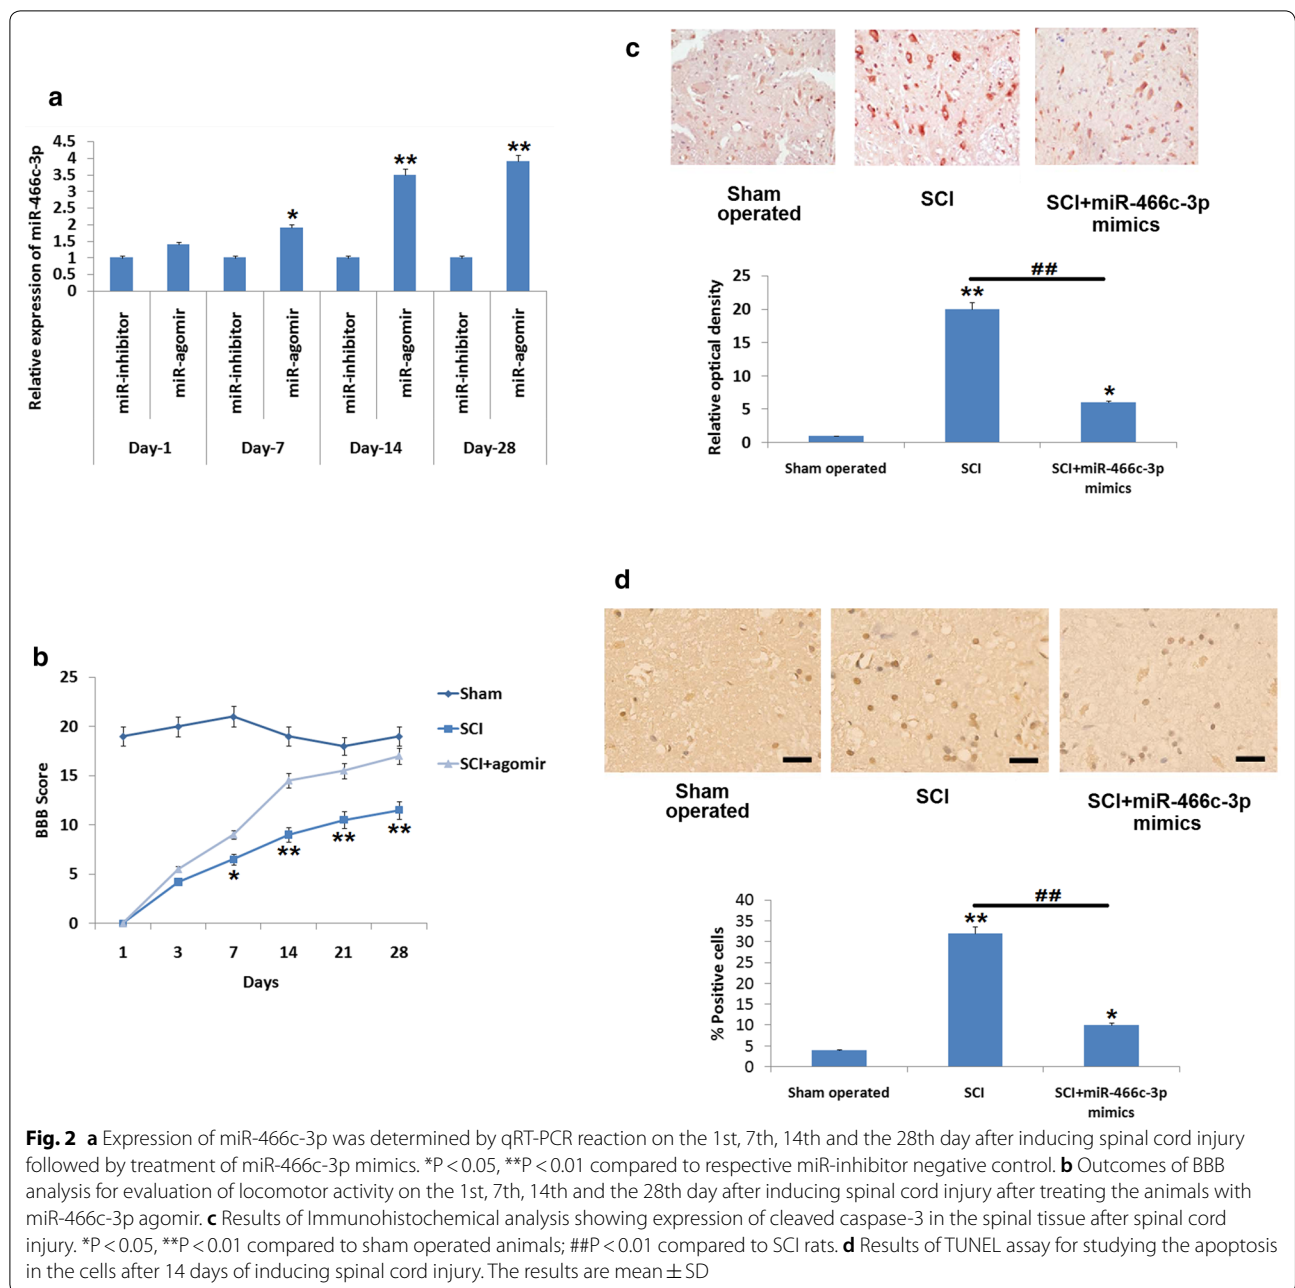 a
Relative expression of miR-466c-3p
4.5
4
3.5
3
2.5
2
1.5
1
0.5
0
*
**
**
miR-inhibitor
miR-agomir
miR-inhibitor
miR-agomir
miR-inhibitor
miR-agomir
miR-inhibitor
miR-agomir
Day-1 Day-7 Day-14 Day-28
b
BBB Score
25
20
15
10
5
0
*
**
**
**
1 3 7 14 21 28
Days
Sham
SCI
SCI+agomir
c
Sham
operated
SCI
SCI+miR-466c-3p
mimics
Relative optical density
25
20
15
10
5
0
**
##
*
Sham operated SCI SCI+miR-466c-3p
mimics
d
Sham
operated
SCI
SCI+miR-466c-3p
mimics
% Positive cells
40
35
30
25
20
15
10
5
0
**
##
*
Sham operated SCI SCI+miR-466c-3p
mimics
Fig. 2 a Expression of miR-466c-3p was determined by qRT-PCR reaction on the 1st, 7th, 14th and the 28th day after inducing spinal cord injury
followed by treatment of miR-466c-3p mimics. *P < 0.05, **P < 0.01 compared to respective miR-inhibitor negative control. b Outcomes of BBB
analysis for evaluation of locomotor activity on the 1st, 7th, 14th and the 28th day after inducing spinal cord injury after treating the animals with
miR-466c-3p agomir. c Results of Immunohistochemical analysis showing expression of cleaved caspase-3 in the spinal tissue after spinal cord
injury. *P < 0.05, **P < 0.01 compared to sham operated animals; ##P < 0.01 compared to SCI rats. d Results of TUNEL assay for studying the apoptosis
in the cells after 14 days of inducing spinal cord injury. The results are mean ± SD